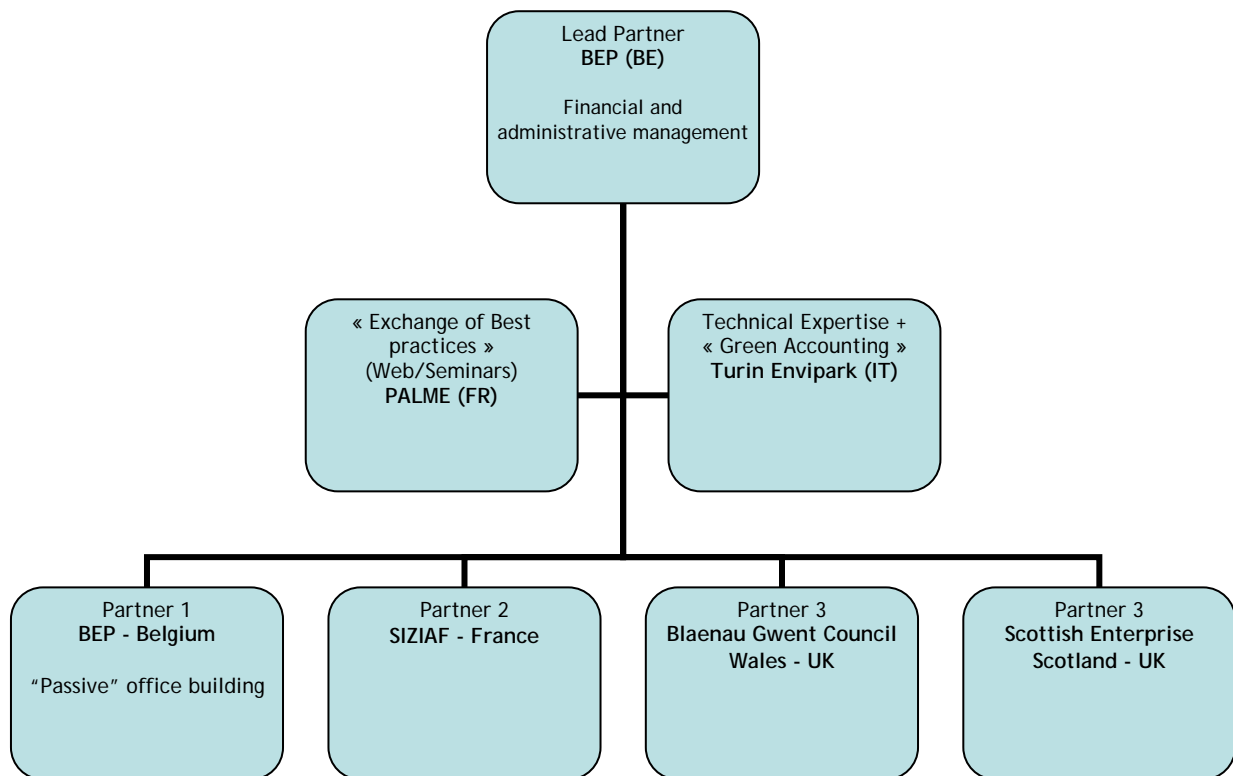 Lead Partner
BEP (BE)
Financial and
administrative management
« Exchange of Best
practices »
(Web/Seminars)
PALME (FR)
Technical Expertise +
« Green Accounting »
Turin Envipark (IT)
Partner 1
BEP - Belgium
“Passive” office building
Partner 2
SIZIAF - France
Partner 3
Blaenau Gwent Council
Wales - UK
Partner 3
Scottish Enterprise
Scotland - UK